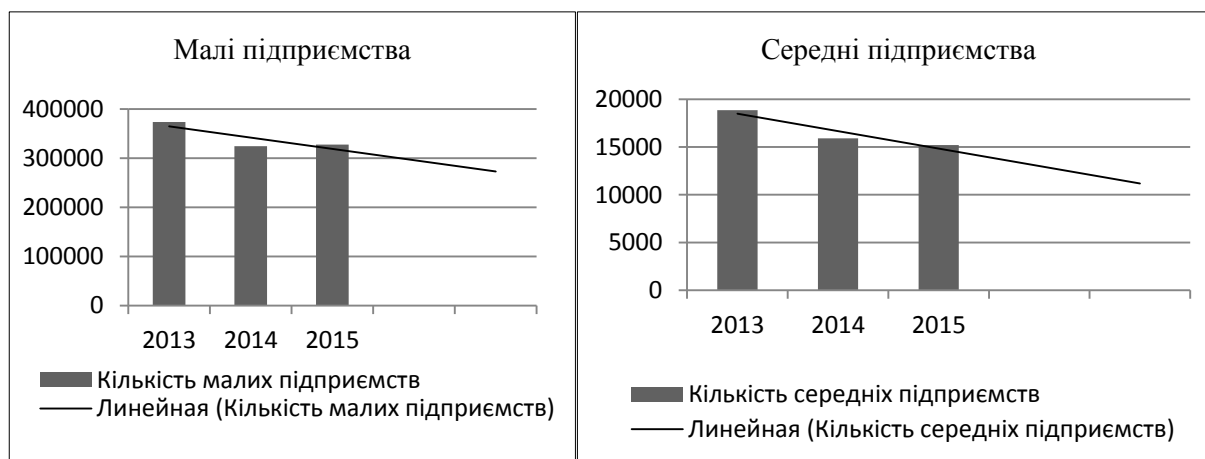 Малі підприємства
400000
300000
200000
100000
0
2013 2014 2015
Кількість малих підприємств
Линейная (Кількість малих підприємств)
Середні підприємства
20000
15000
10000
5000
0
2013 2014 2015
Кількість середніх підприємств
Линейная (Кількість середніх підприємств)